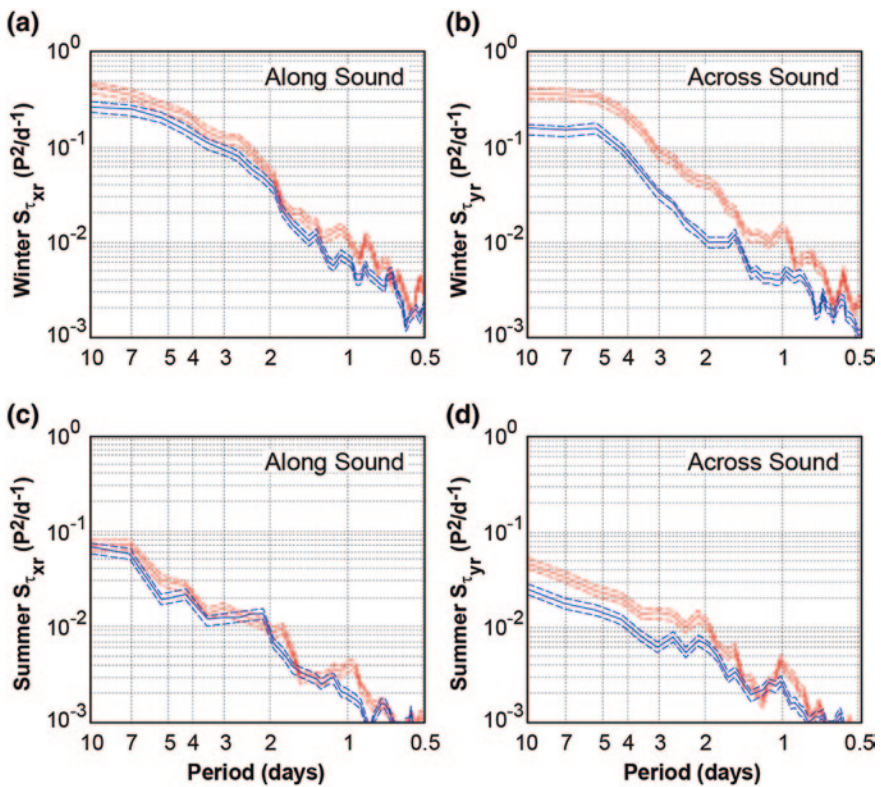 (a)
Along Sound
Winter Sτxr (P²/d⁻¹)
10⁰
10⁻¹
10⁻²
10⁻³
10 7 5 4 3 2 1 0.5
(b)
Across Sound
Winter Sτyr (P²/d⁻¹)
10⁰
10⁻¹
10⁻²
10⁻³
10 7 5 4 3 2 1 0.5
(c)
Along Sound
Summer Sτxr (P²/d⁻¹)
10⁰
10⁻¹
10⁻²
10⁻³
10 7 5 4 3 2 1 0.5
Period (days)
(d)
Across Sound
Summer Sτyr (P²/d⁻¹)
10⁰
10⁻¹
10⁻²
10⁻³
10 7 5 4 3 2 1 0.5
Period (days)